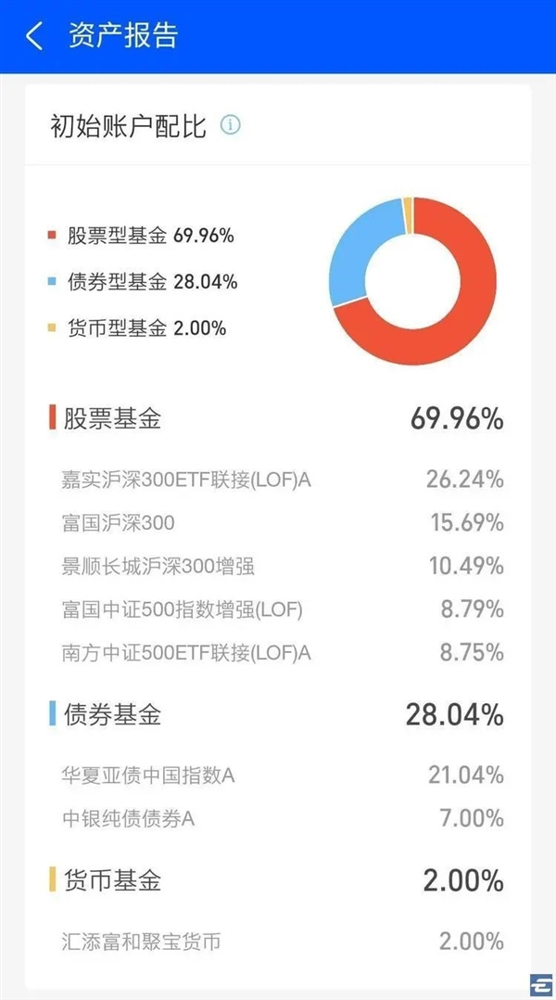 资产报告
初始账户配比
股票型基金 69.96%
债券型基金 28.04%
货币型基金 2.00%
股票基金 69.96%
嘉实沪深300ETF联接(LOF)A 26.24%
富国沪深300 15.69%
景顺长城沪深300增强 10.49%
富国中证500指数增强(LOF) 8.79%
南方中证500ETF联接(LOF)A 8.75%
债券基金 28.04%
华夏亚债中国指数A 21.04%
中银纯债债券A 7.00%
货币基金 2.00%
汇添富和聚宝货币 2.00%